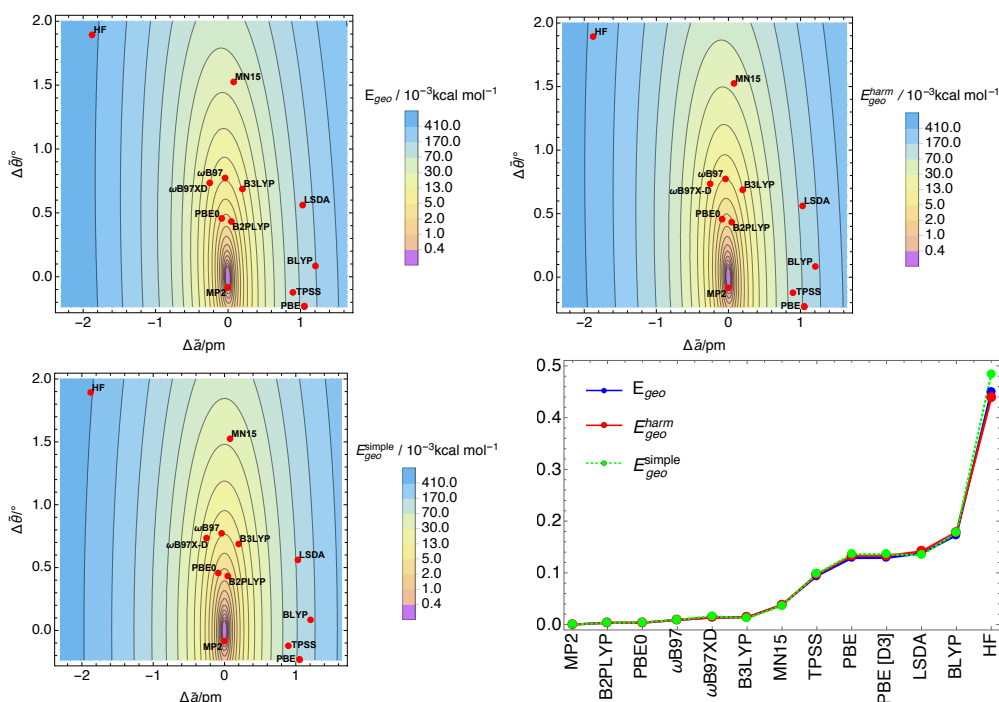 2.0
1.5
1.0
0.5
0.0
−2
−1
0
1
Δθ̃/°
Δã/pm
HF
MN15
ωB97
ωB97XD
B3LYP
PBE0
B2PLYP
LSDA
BLYP
MP2
TPSS
PBE
E_geo / 10⁻³kcal mol⁻¹
410.0
170.0
70.0
30.0
13.0
5.0
2.0
1.0
0.4
2.0
1.5
1.0
0.5
0.0
−2
−1
0
1
Δθ̃/°
Δã/pm
HF
MN15
ωB97
ωB97X-D
B3LYP
PBE0
B2PLYP
LSDA
BLYP
MP2
TPSS
PBE
E_geo^harm / 10⁻³kcal mol⁻¹
410.0
170.0
70.0
30.0
13.0
5.0
2.0
1.0
0.4
2.0
1.5
1.0
0.5
0.0
−2
−1
0
1
Δθ̃/°
Δã/pm
HF
MN15
ωB97
ωB97X-D
B3LYP
PBE0
B2PLYP
LSDA
BLYP
MP2
TPSS
PBE
E_geo^simple / 10⁻³kcal mol⁻¹
410.0
170.0
70.0
30.0
13.0
5.0
2.0
1.0
0.4
0.5
0.4
0.3
0.2
0.1
0.0
E_geo
E_geo^harm
E_geo^simple
MP2
B2PLYP
PBE0
ωB97
ωB97XD
B3LYP
MN15
TPSS
PBE
PBE [D3]
LSDA
BLYP
HF